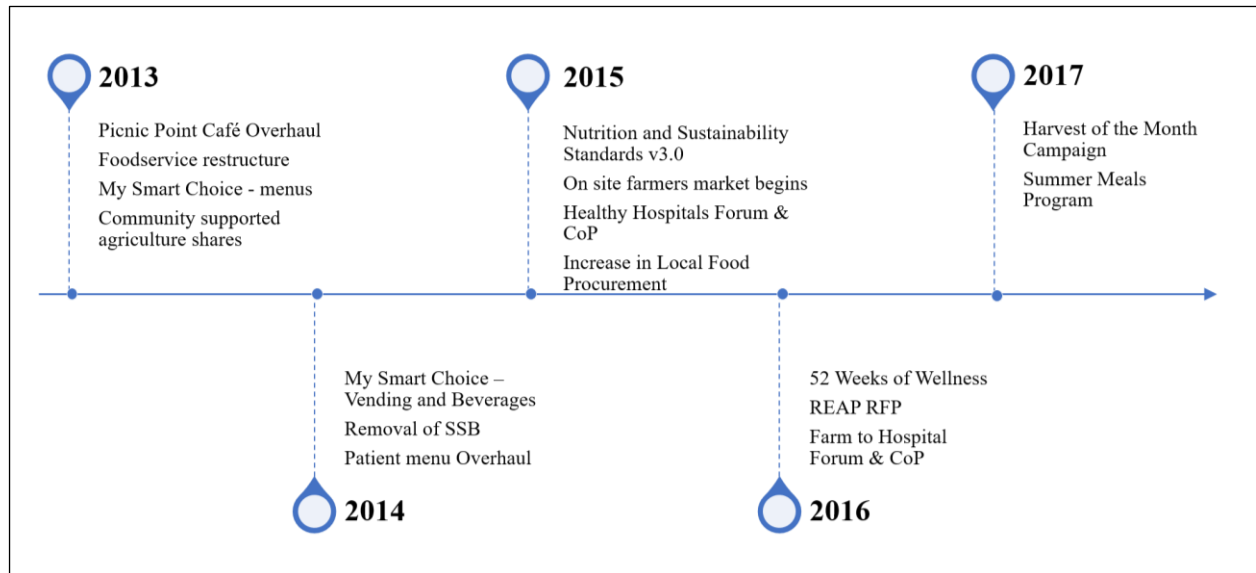 2013
Picnic Point Café Overhaul
Foodservice restructure
My Smart Choice - menus
Community supported
agriculture shares
2015
Nutrition and Sustainability
Standards v3.0
On site farmers market begins
Healthy Hospitals Forum &
CoP
Increase in Local Food
Procurement
2017
Harvest of the Month
Campaign
Summer Meals
Program
My Smart Choice –
Vending and Beverages
Removal of SSB
Patient menu Overhaul
2014
52 Weeks of Wellness
REAP RFP
Farm to Hospital
Forum & CoP
2016